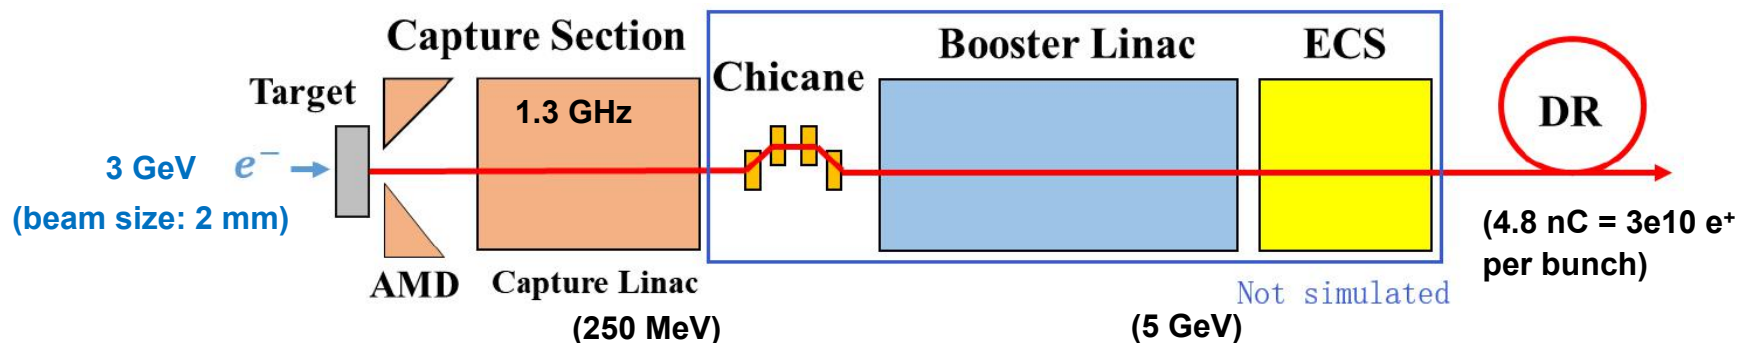 Capture Section
Booster Linac
ECS
Chicane
Target
1.3 GHz
DR
3 GeV e⁻
(beam size: 2 mm)
(4.8 nC = 3e10 e⁺
per bunch)
AMD
Capture Linac
Not simulated
(250 MeV)
(5 GeV)